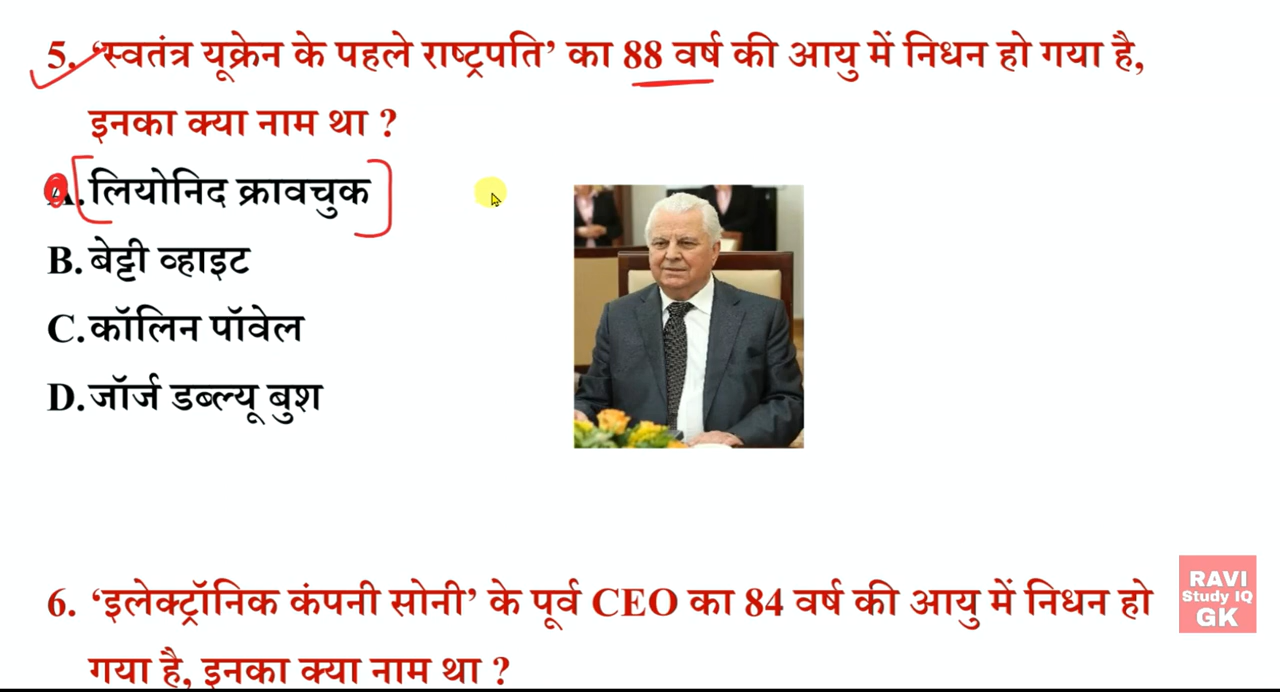 5. ‘स्वतंत्र यूक्रेन के पहले राष्ट्रपति’ का 88 वर्ष की आयु में निधन हो गया है,
इनका क्या नाम था ?
A. लियोनिद क्रावचुक
B. बेट्टी व्हाइट
C. कॉलिन पॉवेल
D. जॉर्ज डब्ल्यू बुश
6. ‘इलेक्ट्रॉनिक कंपनी सोनी’ के पूर्व CEO का 84 वर्ष की आयु में निधन हो
गया है, इनका क्या नाम था ?
RAVI
Study IQ
GK